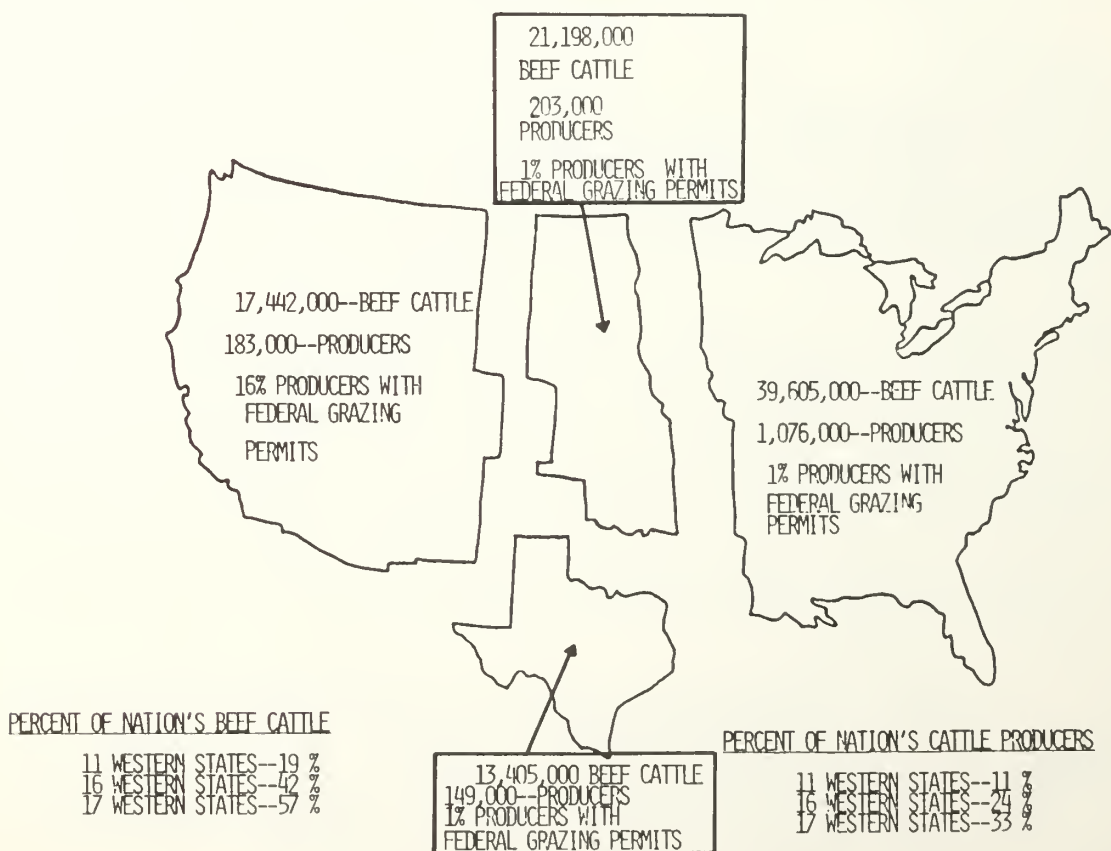 21,198,000
BEEF CATTLE
203,000
PRODUCERS
1% PRODUCERS WITH
FEDERAL GRAZING PERMITS
17,442,000--BEEF CATTLE
183,000--PRODUCERS
16% PRODUCERS WITH
FEDERAL GRAZING
PERMITS
39,605,000--BEEF CATTLE
1,076,000--PRODUCERS
1% PRODUCERS WITH
FEDERAL GRAZING
PERMITS
PERCENT OF NATION'S BEEF CATTLE
11 WESTERN STATES--19 %
16 WESTERN STATES--42 %
17 WESTERN STATES--57 %
13,405,000 BEEF CATTLE
149,000--PRODUCERS
1% PRODUCERS WITH
FEDERAL GRAZING PERMITS
PERCENT OF NATION'S CATTLE PRODUCERS
11 WESTERN STATES--11 %
16 WESTERN STATES--24 %
17 WESTERN STATES--33 %